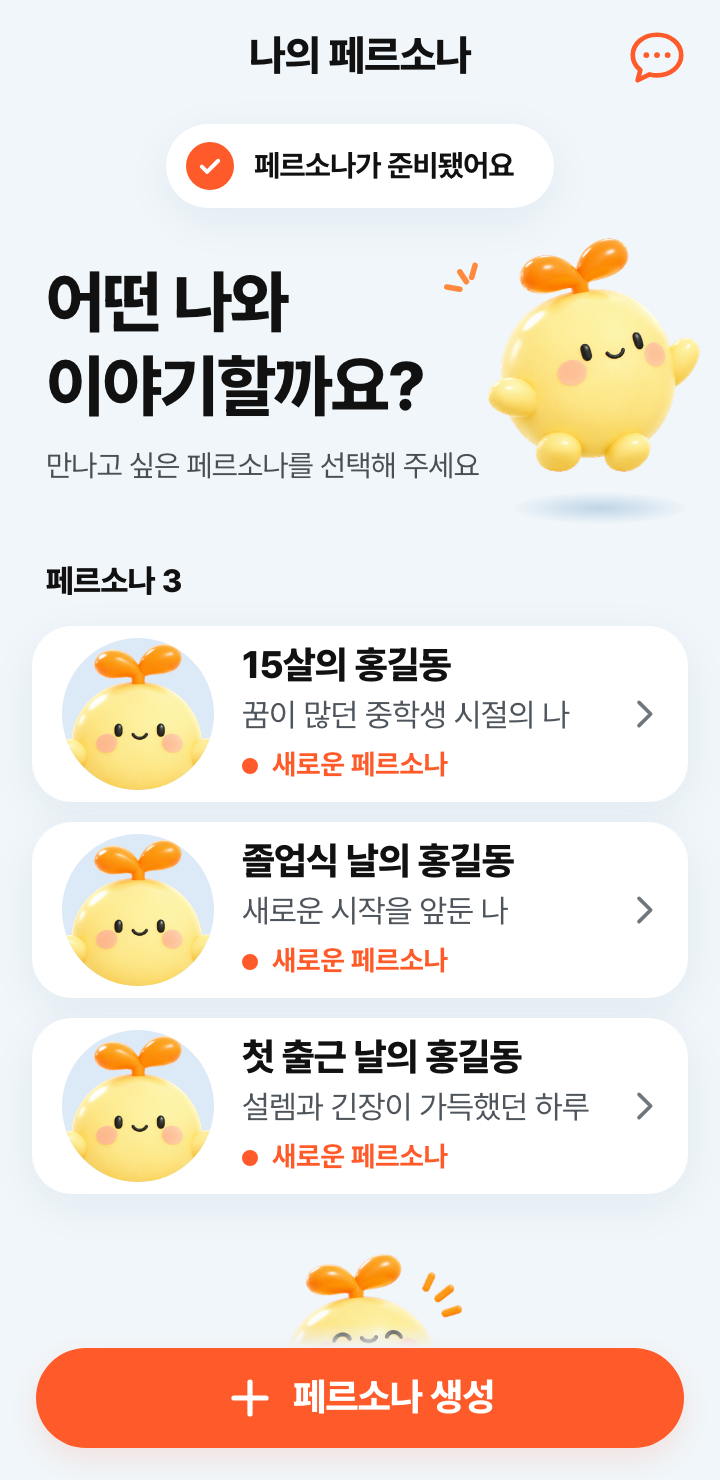 나의 페르소나
페르소나가 준비됐어요
어떤 나와
이야기할까요?
만나고 싶은 페르소나를 선택해 주세요
페르소나 3
15살의 홍길동
꿈이 많던 중학생 시절의 나
새로운 페르소나
졸업식 날의 홍길동
새로운 시작을 앞둔 나
새로운 페르소나
첫 출근 날의 홍길동
설렘과 긴장이 가득했던 하루
새로운 페르소나
페르소나 생성